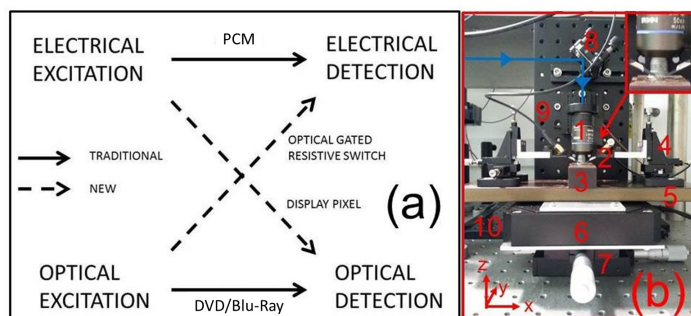 PCM
ELECTRICAL EXCITATION
ELECTRICAL DETECTION
OPTICAL GATED
RESISTIVE SWITCH
TRADITIONAL
NEW
DISPLAY PIXEL
(a)
OPTICAL EXCITATION
OPTICAL DETECTION
DVD/Blu-Ray
8
9
1
2
3
4
5
10
6
7
z
y
x
(b)